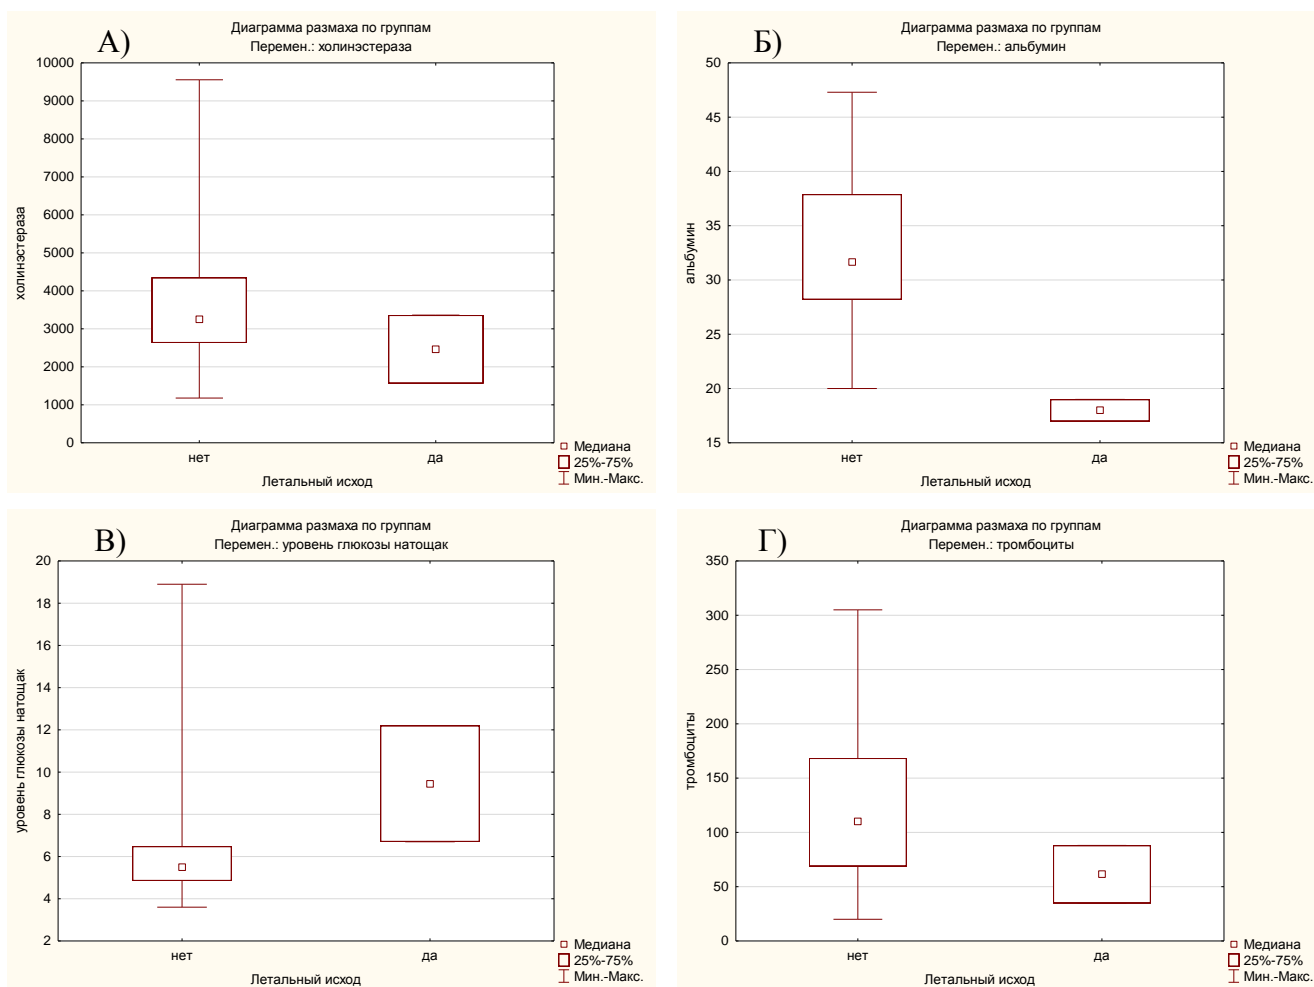 А)
Диаграмма размаха по группам
Перемен.: холинэстераза
10000
9000
8000
7000
6000
5000
4000
3000
2000
1000
0
холинэстераза
нет
да
Летальный исход
Медиана
25%-75%
Мин.-Макс.
Б)
Диаграмма размаха по группам
Перемен.: альбумин
50
45
40
35
30
25
20
15
альбумин
нет
да
Летальный исход
Медиана
25%-75%
Мин.-Макс.
В)
Диаграмма размаха по группам
Перемен.: уровень глюкозы натощак
20
18
16
14
12
10
8
6
4
2
уровень глюкозы натощак
нет
да
Летальный исход
Медиана
25%-75%
Мин.-Макс.
Г)
Диаграмма размаха по группам
Перемен.: тромбоциты
350
300
250
200
150
100
50
0
тромбоциты
нет
да
Летальный исход
Медиана
25%-75%
Мин.-Макс.